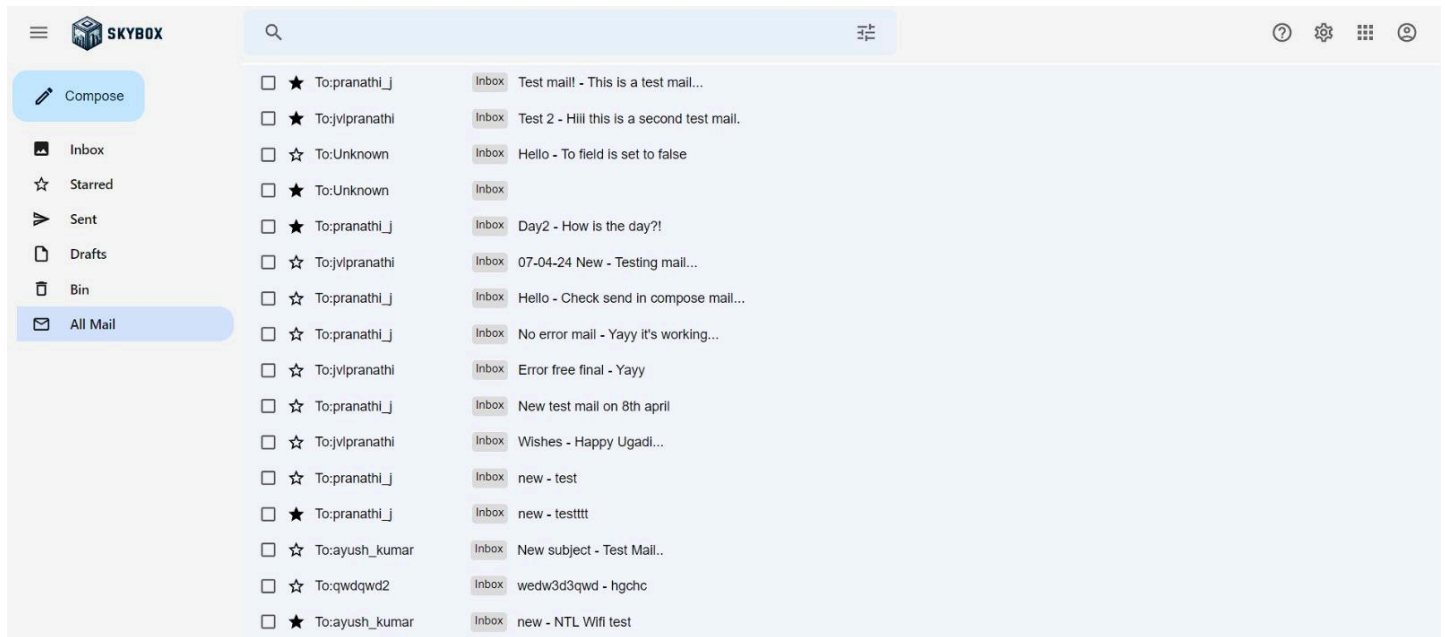 SKYBOX
Compose
Inbox
Starred
Sent
Drafts
Bin
All Mail
To:pranathi_j Inbox Test mail! - This is a test mail...
To:jvlpranathi Inbox Test 2 - Hiii this is a second test mail.
To:Unknown Inbox Hello - To field is set to false
To:Unknown Inbox
To:pranathi_j Inbox Day2 - How is the day?!
To:jvlpranathi Inbox 07-04-24 New - Testing mail...
To:pranathi_j Inbox Hello - Check send in compose mail...
To:pranathi_j Inbox No error mail - Yayy it's working...
To:jvlpranathi Inbox Error free final - Yayy
To:pranathi_j Inbox New test mail on 8th april
To:jvlpranathi Inbox Wishes - Happy Ugadi...
To:pranathi_j Inbox new - test
To:pranathi_j Inbox new - testttt
To:ayush_kumar Inbox New subject - Test Mail..
To:qwdqwd2 Inbox wedw3d3qwd - hgchc
To:ayush_kumar Inbox new - NTL Wifi test